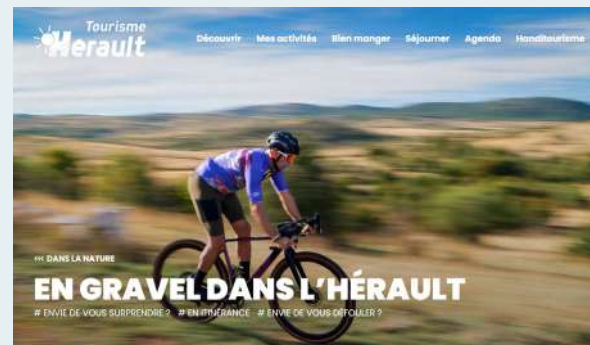 Tourisme
Hérault
Découvrir Mes activités Bien manger Séjourner Agenda Handitourisme
««« DANS LA NATURE
EN GRAVEL DANS L'HÉRAULT
# ENVIE DE VOUS SURPRENDRE ? # EN ITINÉRANCE # ENVIE DE VOUS DÉFOULER ?